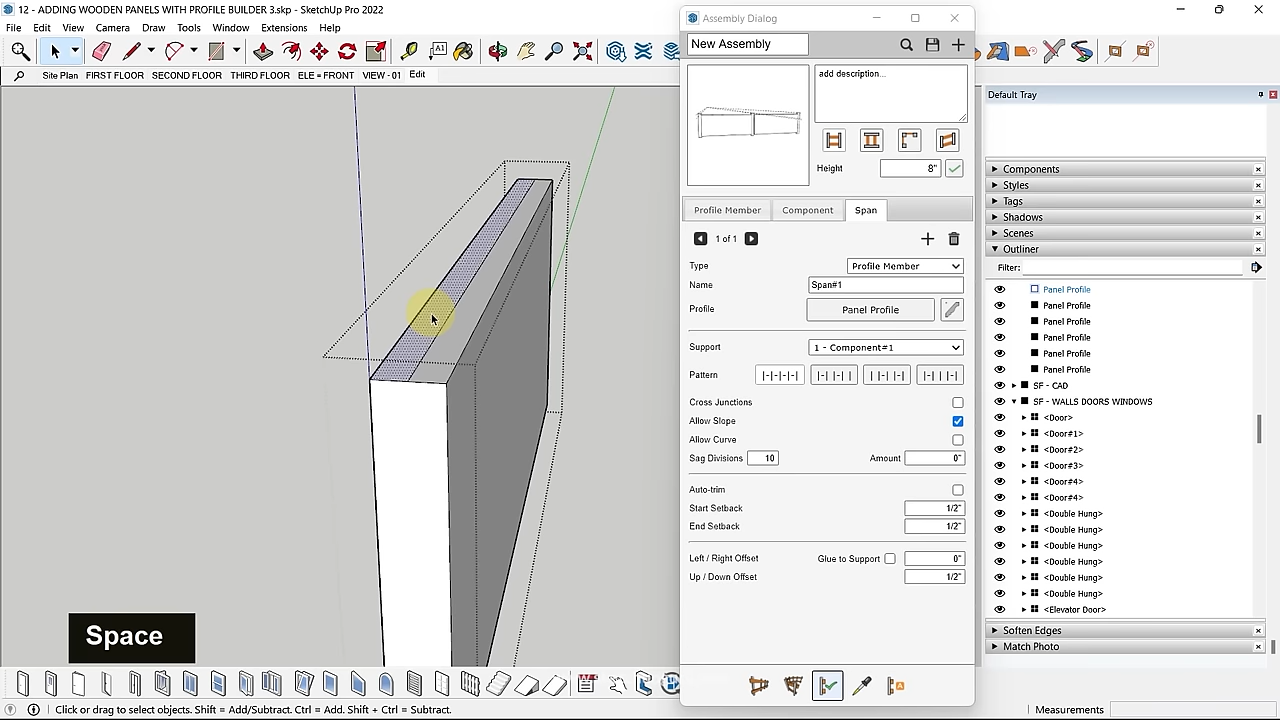 12 - ADDING WOODEN PANELS WITH PROFILE BUILDER 3.skp - SketchUp Pro 2022
File Edit View Camera Draw Tools Window Extensions Help
Site Plan FIRST FLOOR SECOND FLOOR THIRD FLOOR ELE = FRONT VIEW - 01 Edit
Assembly Dialog
New Assembly
add description...
Height 8"
Profile Member Component Span
1 of 1
Type Profile Member
Name Span#1
Profile Panel Profile
Support 1 - Component#1
Pattern
Cross Junctions
Allow Slope
Allow Curve
Sag Divisions 10 Amount 0"
Auto-trim
Start Setback 1/2"
End Setback 1/2"
Left / Right Offset Glue to Support 0"
Up / Down Offset 1/2"
Default Tray
Components
Styles
Tags
Shadows
Scenes
Outliner
Filter:
Panel Profile
Panel Profile
Panel Profile
Panel Profile
Panel Profile
Panel Profile
SF - CAD
SF - WALLS DOORS WINDOWS
<Door>
<Door#1>
<Door#2>
<Door#3>
<Door#4>
<Door#4>
<Double Hung>
<Double Hung>
<Double Hung>
<Double Hung>
<Double Hung>
<Double Hung>
<Elevator Door>
Soften Edges
Match Photo
Space
Click or drag to select objects. Shift = Add/Subtract. Ctrl = Add. Shift + Ctrl = Subtract.
Measurements